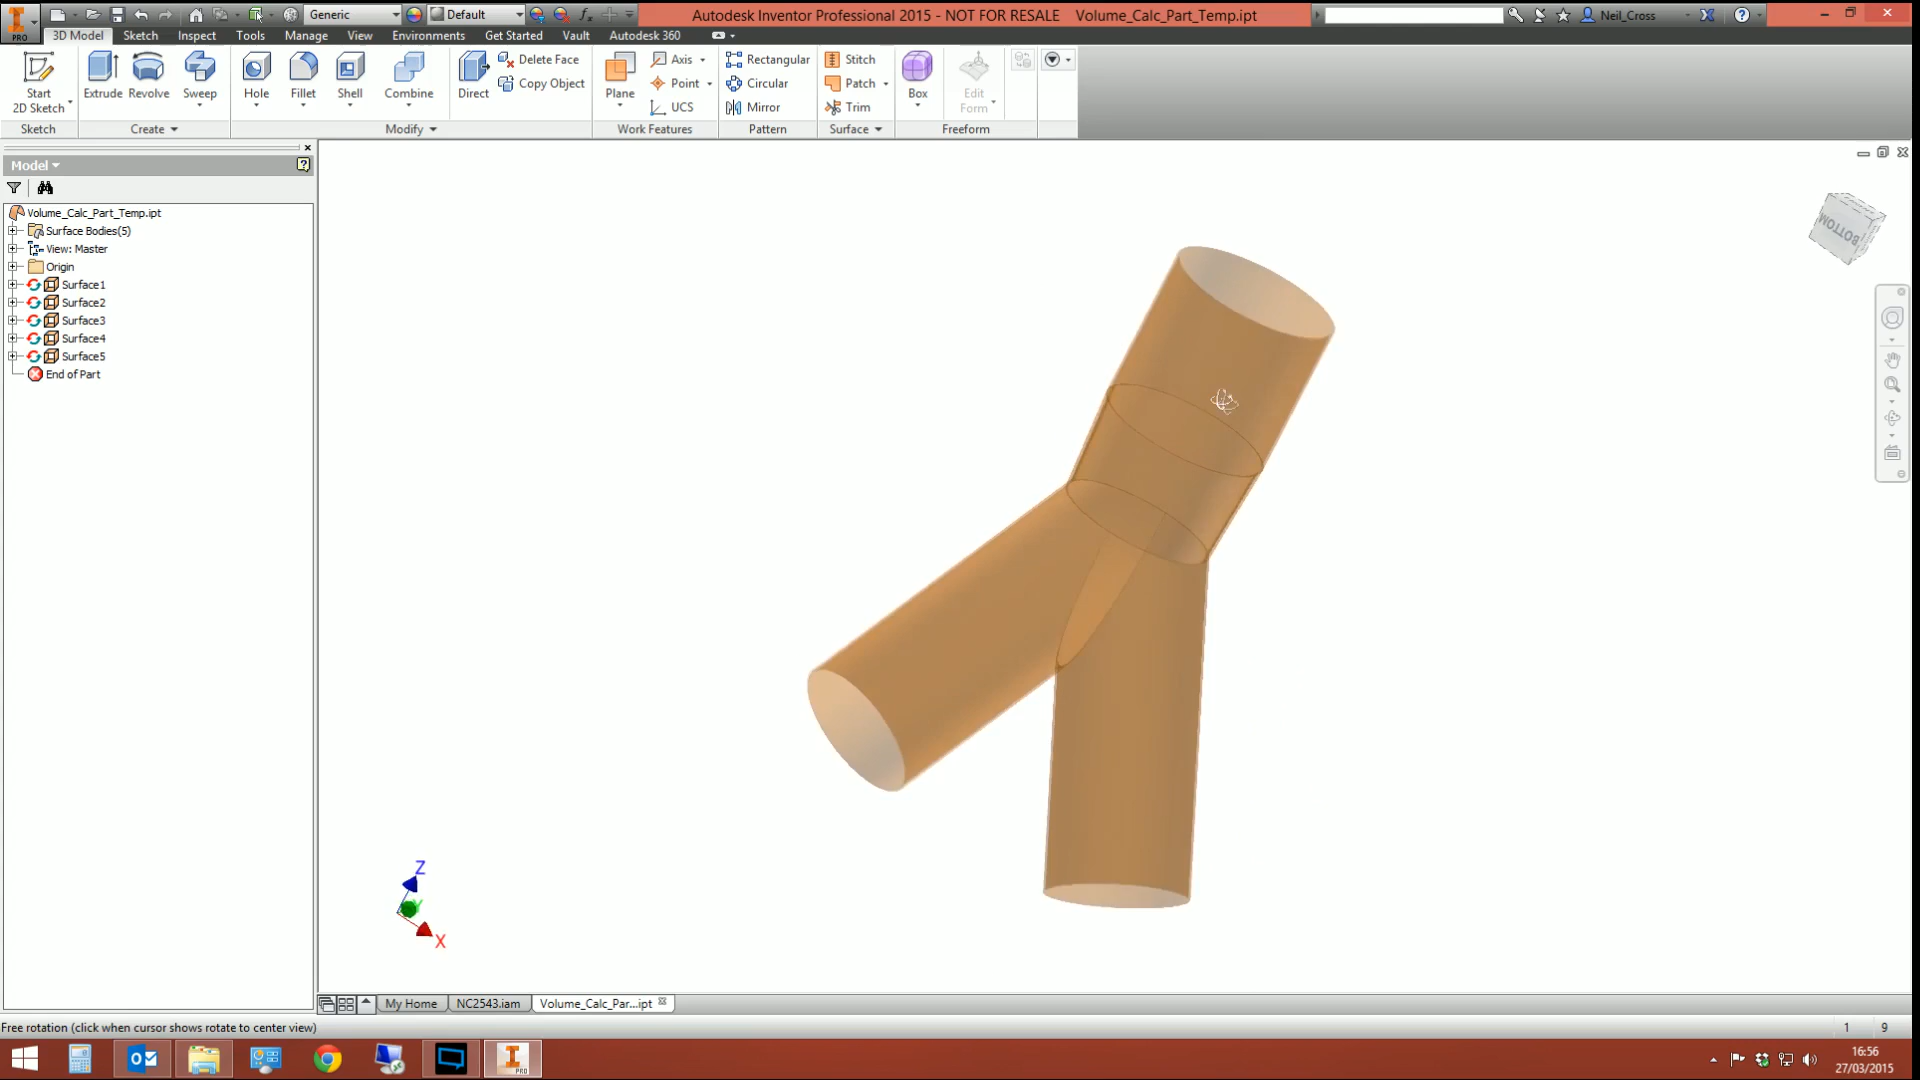 Generic
Default
Autodesk Inventor Professional 2015 - NOT FOR RESALE Volume_Calc_Part_Temp.ipt
Neil_Cross
PRO
3D Model Sketch Inspect Tools Manage View Environments Get Started Vault Autodesk 360
Start
2D Sketch
Extrude Revolve Sweep
Hole Fillet Shell Combine
Direct
Delete Face
Copy Object
Plane
Axis
Point
UCS
Rectangular
Circular
Mirror
Stitch
Patch
Trim
Box
Edit
Form
Sketch Create Modify Work Features Pattern Surface Freeform
Model
Volume_Calc_Part_Temp.ipt
Surface Bodies(5)
View: Master
Origin
Surface1
Surface2
Surface3
Surface4
Surface5
End of Part
BOTTOM
Z
Y
X
My Home NC2543.iam Volume_Calc_Par...ipt
Free rotation (click when cursor shows rotate to center view)
1 9
PRO
16:56
27/03/2015